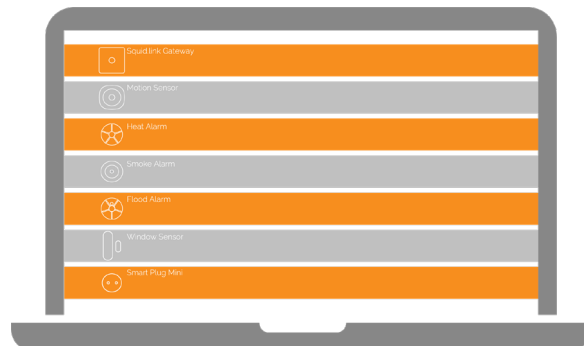 Squid.link Gateway
Motion Sensor
Heat Alarm
Smoke Alarm
Flood Alarm
Window Sensor
Smart Plug Mini